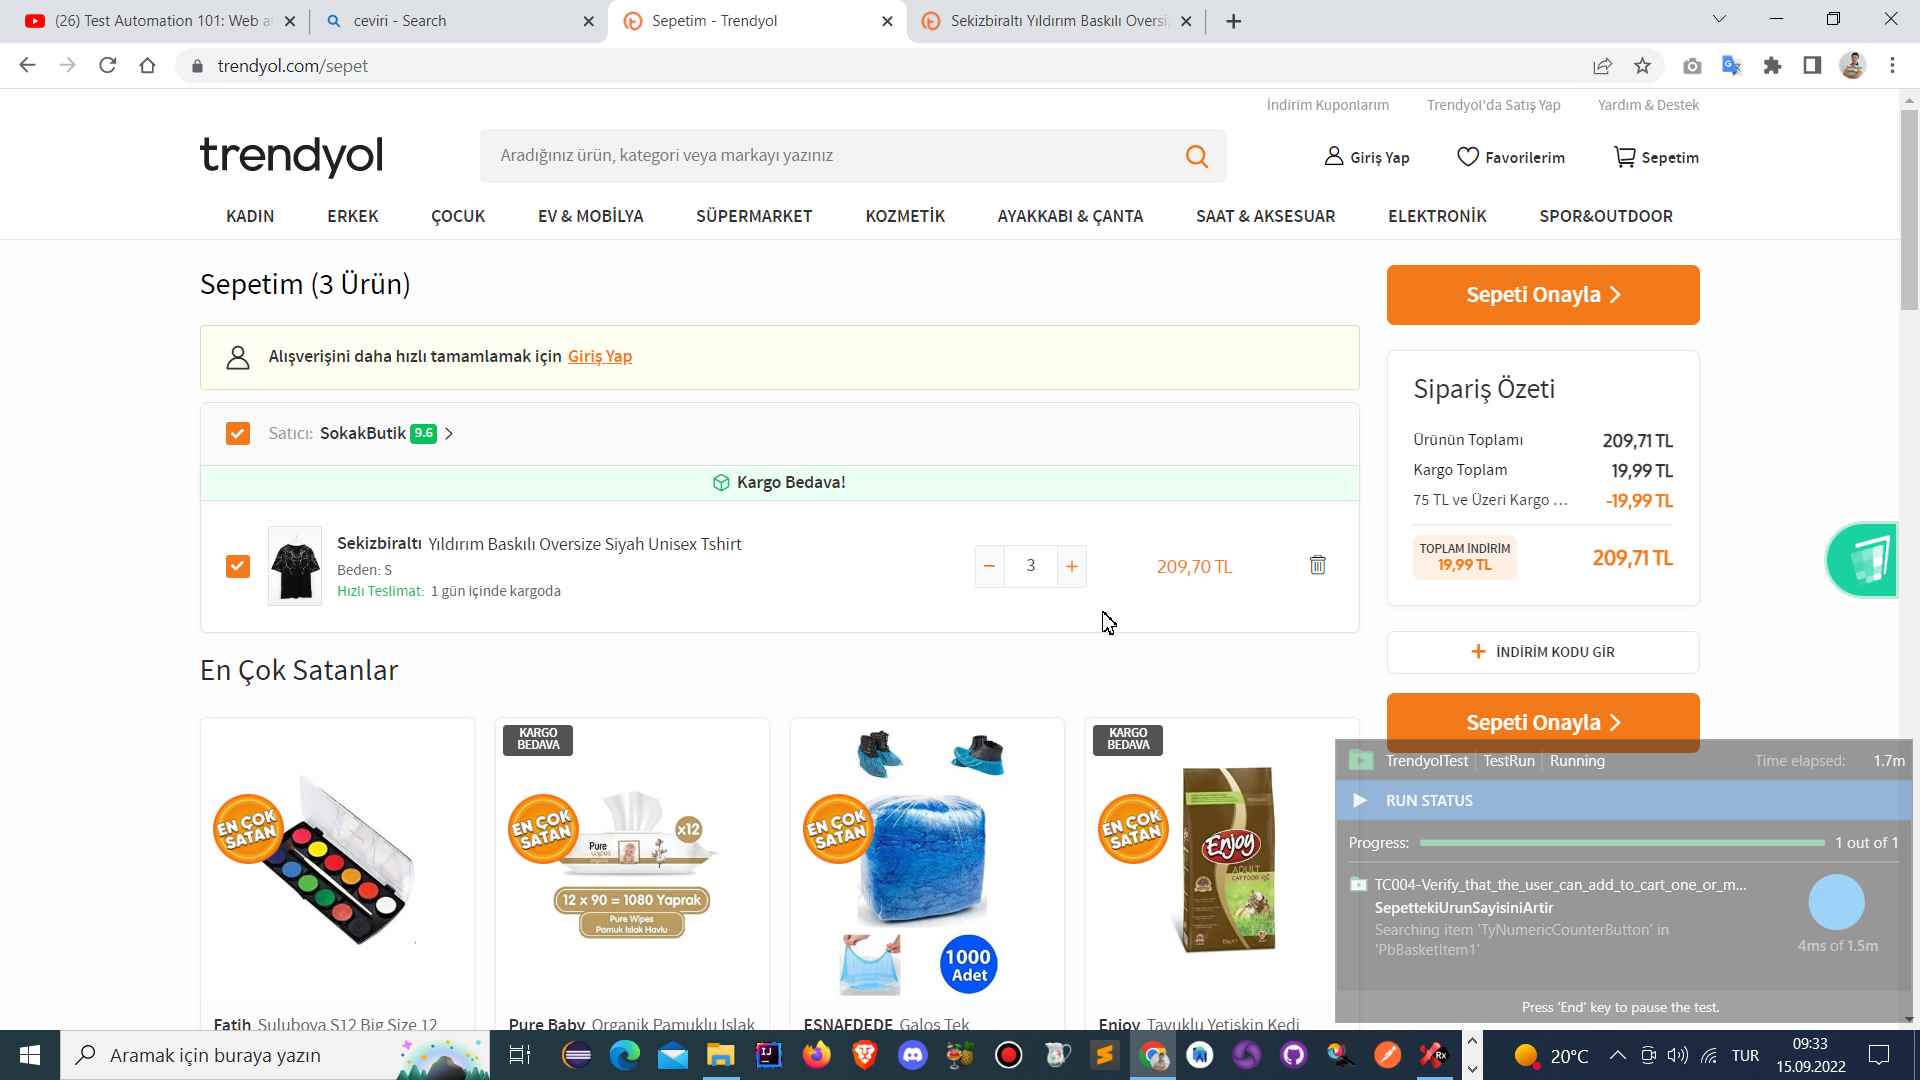 (26) Test Automation 101: Web a
ceviri - Search
Sepetim - Trendyol
Sekizbiraltı Yıldırım Baskılı Oversi
trendyol.com/sepet
İndirim Kuponlarım
Trendyol'da Satış Yap
Yardım & Destek
trendyol
Aradığınız ürün, kategori veya markayı yazınız
Giriş Yap
Favorilerim
Sepetim
KADIN
ERKEK
ÇOCUK
EV & MOBİLYA
SÜPERMARKET
KOZMETİK
AYAKKABI & ÇANTA
SAAT & AKSESUAR
ELEKTRONİK
SPOR&OUTDOOR
Sepetim (3 Ürün)
Sepeti Onayla
Alışverişini daha hızlı tamamlamak için Giriş Yap
Satıcı: SokakButik 9.6
Kargo Bedava!
Sekizbiraltı Yıldırım Baskılı Oversize Siyah Unisex Tshirt
Beden: S
Hızlı Teslimat: 1 gün içinde kargoda
− 3 +
209,70 TL
Sipariş Özeti
Ürünün Toplamı 209,71 TL
Kargo Toplam 19,99 TL
75 TL ve Üzeri Kargo ... -19,99 TL
TOPLAM İNDİRİM
19,99 TL
209,71 TL
+ İNDİRİM KODU GİR
Sepeti Onayla
En Çok Satanlar
EN ÇOK SATAN
Fatih Suluboya S12 Big Size 12
KARGO BEDAVA
EN ÇOK SATAN
Pure
x12
12 x 90 = 1080 Yaprak
Pure Wipes
Pamuk Islak Havlu
Pure Baby Organik Pamuklu Islak
EN ÇOK SATAN
1000
Adet
ESNAFDEDE Galoş Tek
KARGO BEDAVA
EN ÇOK SATAN
Enjoy
ADULT
CAT FOOD
Enjoy Tavuklu Yetişkin Kedi
TrendyolTest
TestRun
Running
Time elapsed: 1.7m
RUN STATUS
Progress: 1 out of 1
TC004-Verify_that_the_user_can_add_to_cart_one_or_m...
SepettekiUrunSayisiniArtir
Searching item 'TyNumericCounterButton' in
'PbBasketItem1'
4ms of 1.5m
Press 'End' key to pause the test.
Aramak için buraya yazın
20°C
TUR
09:33
15.09.2022